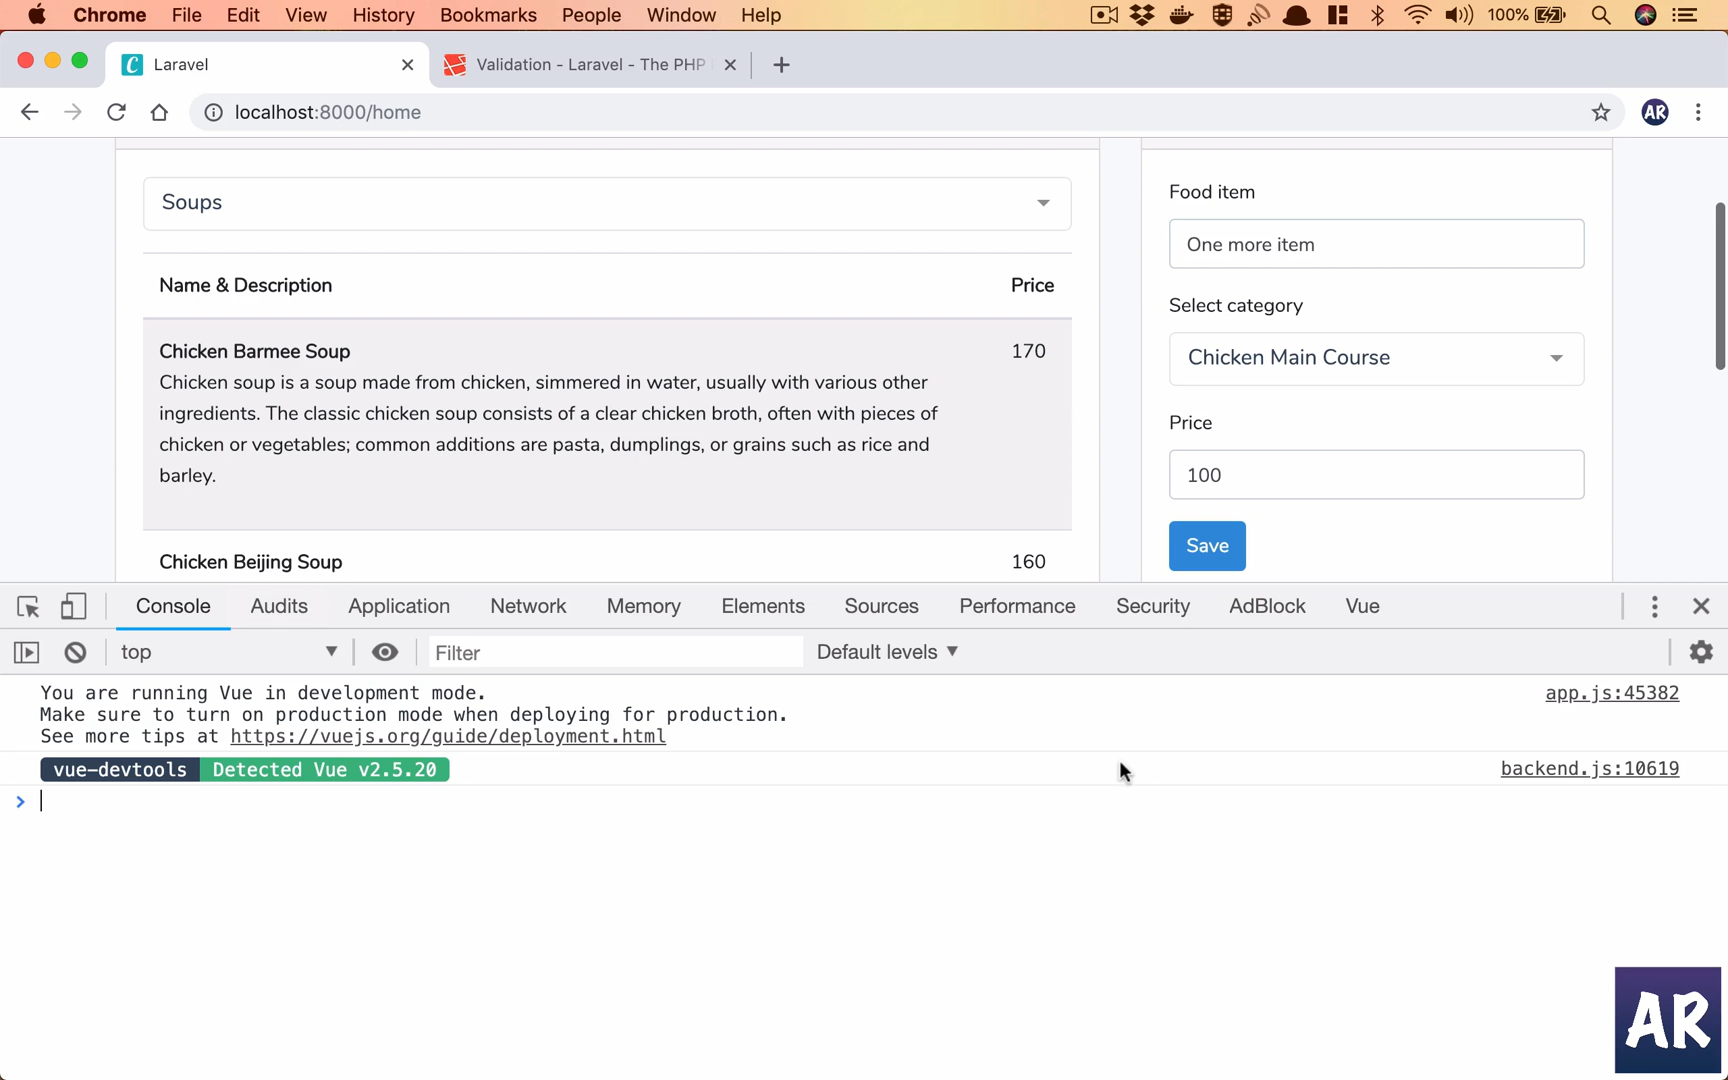 Chrome File Edit View History Bookmarks People Window Help 100%
Laravel Validation - Laravel - The PHP
localhost:8000/home AR
Soups
Name & Description Price
Chicken Barmee Soup 170
Chicken soup is a soup made from chicken, simmered in water, usually with various other
ingredients. The classic chicken soup consists of a clear chicken broth, often with pieces of
chicken or vegetables; common additions are pasta, dumplings, or grains such as rice and
barley.
Chicken Beijing Soup 160
Food item
One more item
Select category
Chicken Main Course
Price
100
Save
Console Audits Application Network Memory Elements Sources Performance Security AdBlock Vue
top Filter Default levels
You are running Vue in development mode. app.js:45382
Make sure to turn on production mode when deploying for production.
See more tips at https://vuejs.org/guide/deployment.html
vue-devtools Detected Vue v2.5.20 backend.js:10619
AR